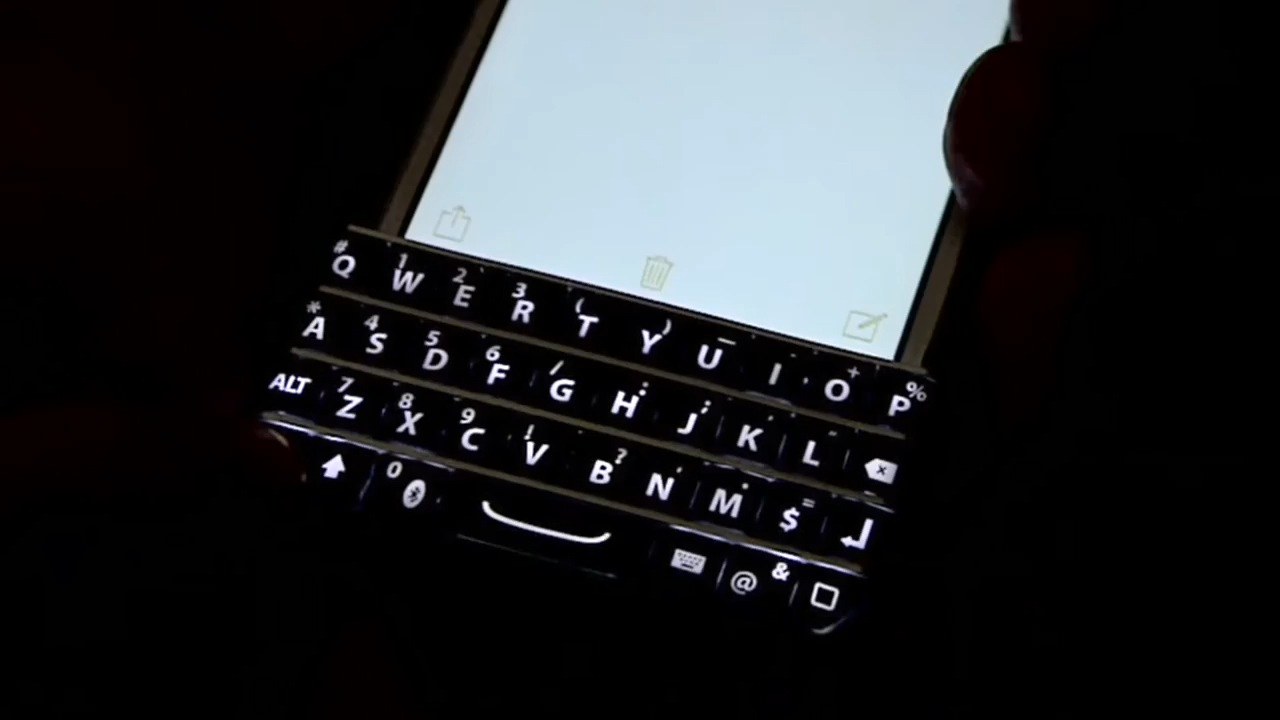 # 1 2 3 ( ) _ - + %
Q W E R T Y U I O P
* 4 5 6 / : ; ' "
A S D F G H J K L
7 8 9 ! ? , . =
ALT Z X C V B N M $
0 @ &